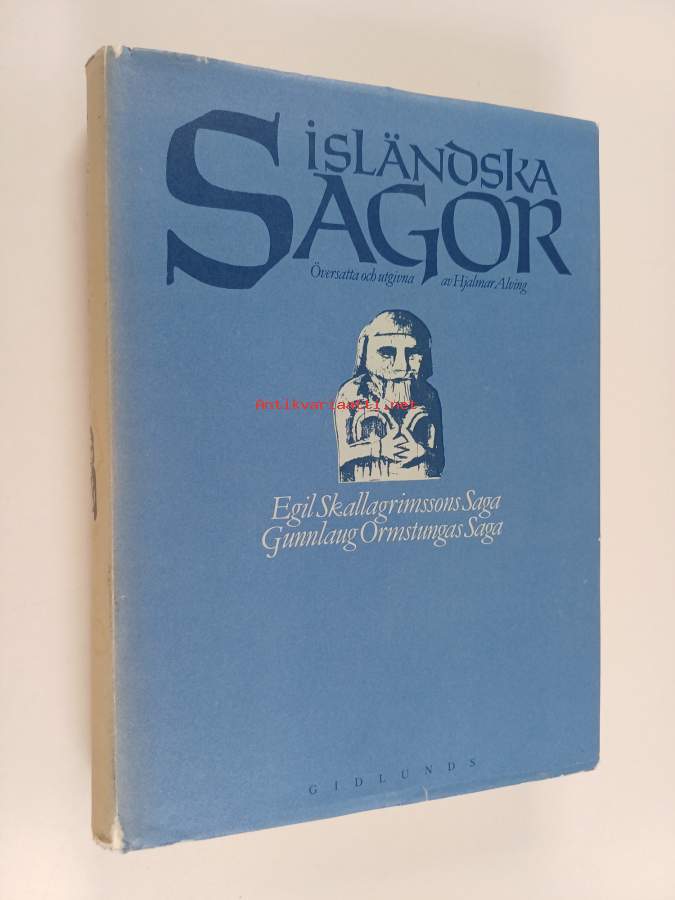 ISLÄNDSKA
SAGOR
Översatta och utgivna av Hjalmar Alving
Antikvariaatti.net
Egil Skallagrimssons Saga
Gunnlaug Ormstungas Saga
GIDLUNDS